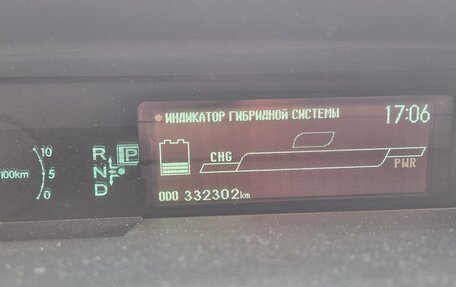 ИНДИКАТОР ГИБРИДНОЙ СИСТЕМЫ 17:06
10
5
0
100km
R
N
D
P
CHG
PWR
ODO 332302km